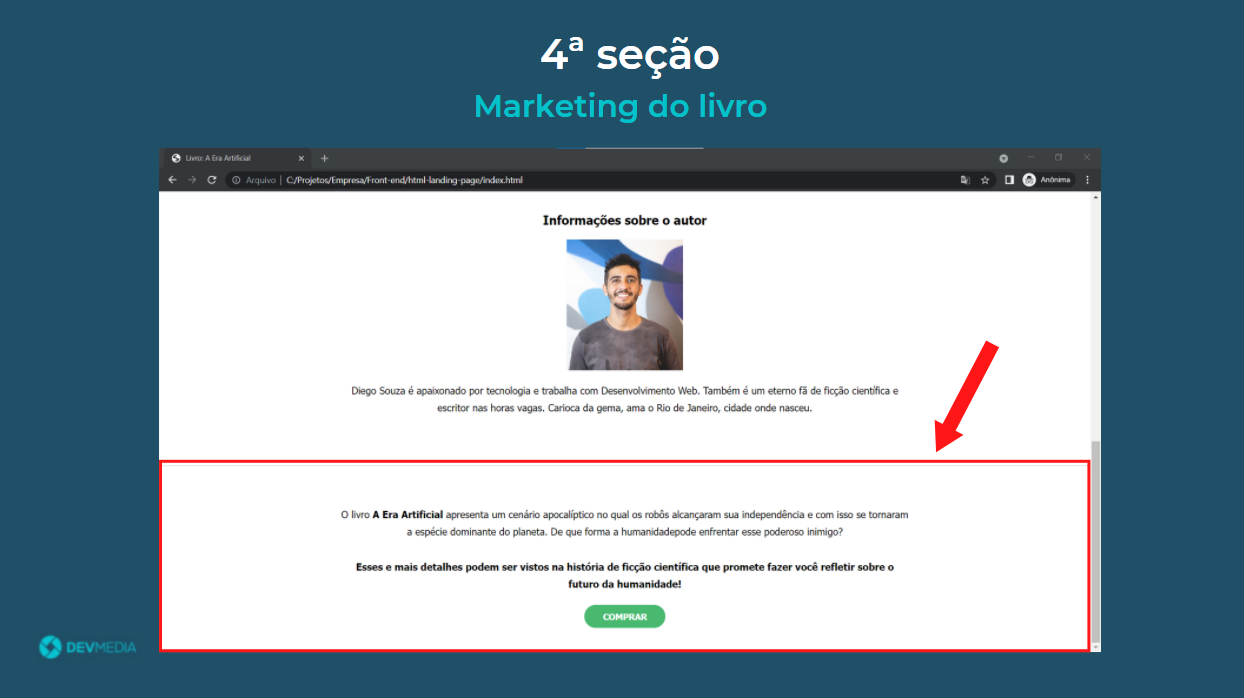 4ª seção
Marketing do livro
Livro: A Era Artificial
Arquivo | C:/Projetos/Empresa/Front-end/html-landing-page/index.html
Anônima
Informações sobre o autor
Diego Souza é apaixonado por tecnologia e trabalha com Desenvolvimento Web. Também é um eterno fã de ficção científica e
escritor nas horas vagas. Carioca da gema, ama o Rio de Janeiro, cidade onde nasceu.
O livro A Era Artificial apresenta um cenário apocalíptico no qual os robôs alcançaram sua independência e com isso se tornaram
a espécie dominante do planeta. De que forma a humanidadepode enfrentar esse poderoso inimigo?
Esses e mais detalhes podem ser vistos na história de ficção científica que promete fazer você refletir sobre o
futuro da humanidade!
COMPRAR
DEVMEDIA